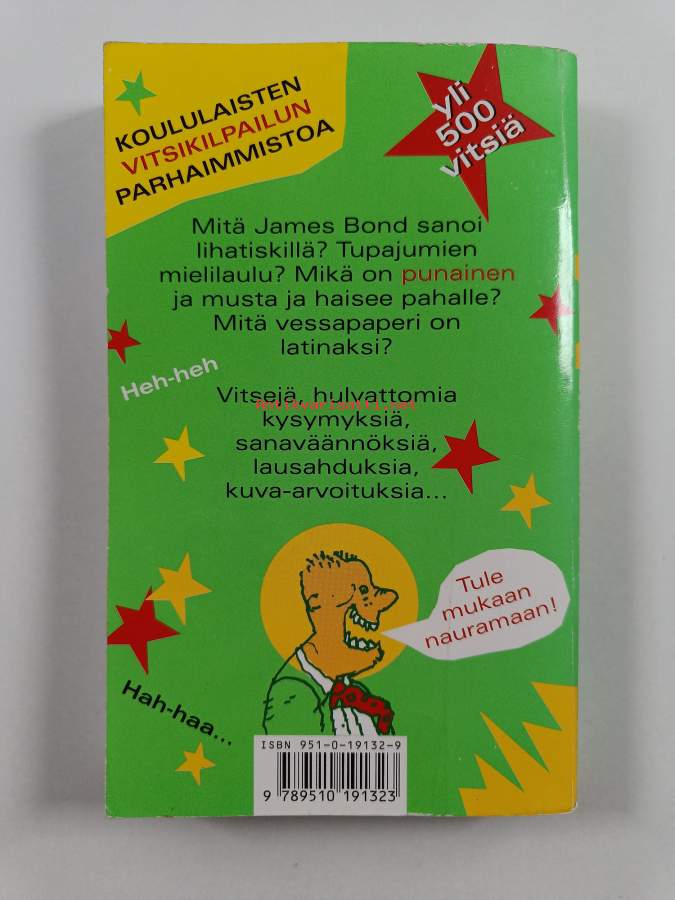 KOULULAISTEN
VITSIKILPAILUN
PARHAIMMISTOA
yli
500
vitsiä
Mitä James Bond sanoi
lihatiskillä? Tupajumien
mielilaulu? Mikä on punainen
ja musta ja haisee pahalle?
Mitä vessapaperi on
latinaksi?
Heh-heh
Vitsejä, hulvattomia
Antikvariaatti.net
kysymyksiä,
sanaväännöksiä,
lausahduksia,
kuva-arvoituksia...
Tule
mukaan
nauramaan!
Hah-haa...
ISBN 951-0-19132-9
9 789510 191323